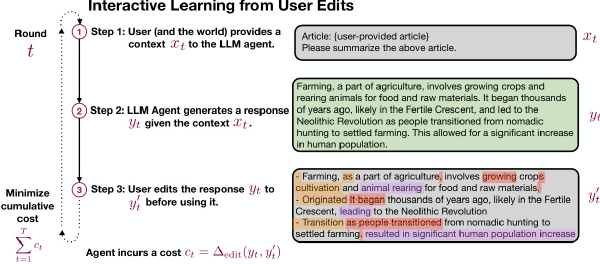 Interactive Learning from User Edits
Round
t
1
Step 1: User (and the world) provides a
context x_t to the LLM agent.
Article: {user-provided article}
Please summarize the above article.
x_t
2
Step 2: LLM Agent generates a response
y_t given the context x_t.
Farming, a part of agriculture, involves growing crops and
rearing animals for food and raw materials. It began thousands
of years ago, likely in the Fertile Crescent, and led to the
Neolithic Revolution as people transitioned from nomadic
hunting to settled farming. This allowed for a significant increase
in human population.
y_t
3
Step 3: User edits the response y_t to
y'_t before using it.
- Farming, as a part of agriculture, involves growing crops
cultivation and animal rearing for food and raw materials.
- Originated It began thousands of years ago, likely in the Fertile
Crescent, leading to the Neolithic Revolution
- Transition as people transitioned from nomadic hunting to
settled farming, resulted in significant human population increase
y'_t
Minimize
cumulative
cost
\sum_{t=1}^{T} c_t
Agent incurs a cost c_t = Δ_edit(y_t, y'_t)